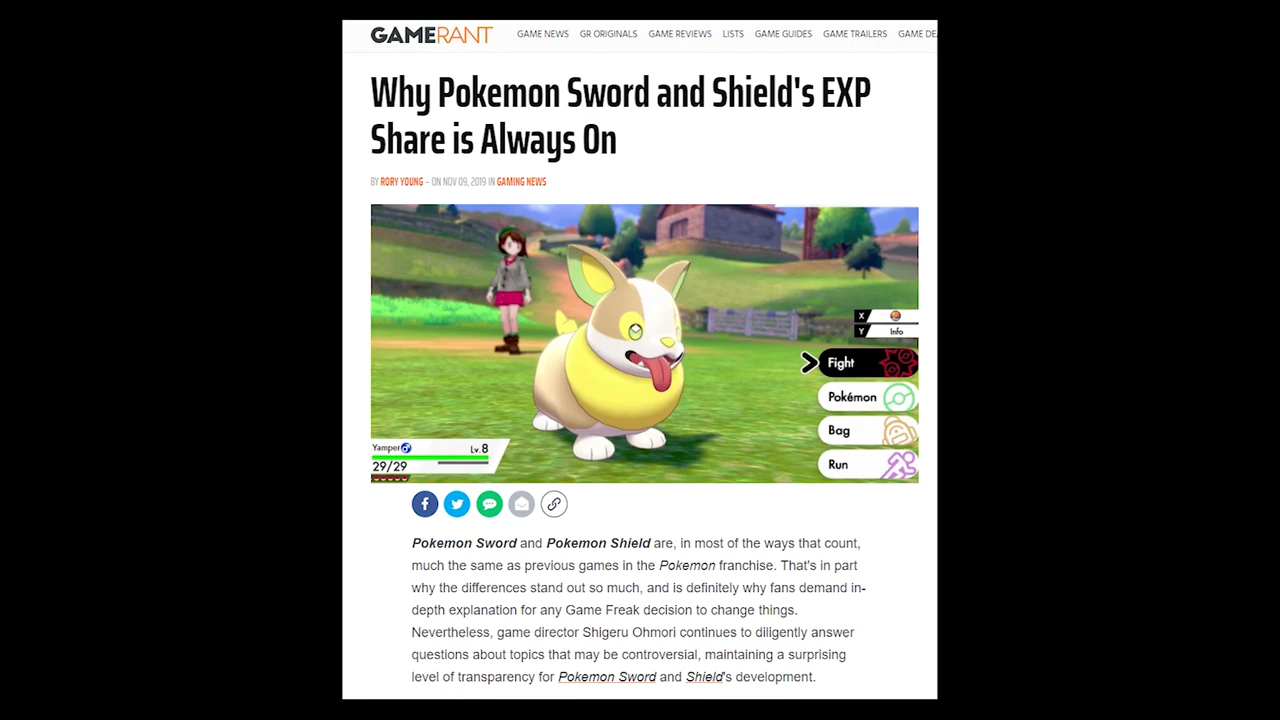 GAMERANT
GAME NEWS GR ORIGINALS GAME REVIEWS LISTS GAME GUIDES GAME TRAILERS GAME DEA
Why Pokemon Sword and Shield's EXP
Share is Always On
BY RORY YOUNG – ON NOV 09, 2019 IN GAMING NEWS
X
Y Info
Fight
Pokémon
Bag
Run
Yamper♂ Lv. 8
29/29
Pokemon Sword and Pokemon Shield are, in most of the ways that count,
much the same as previous games in the Pokemon franchise. That's in part
why the differences stand out so much, and is definitely why fans demand in-
depth explanation for any Game Freak decision to change things.
Nevertheless, game director Shigeru Ohmori continues to diligently answer
questions about topics that may be controversial, maintaining a surprising
level of transparency for Pokemon Sword and Shield's development.